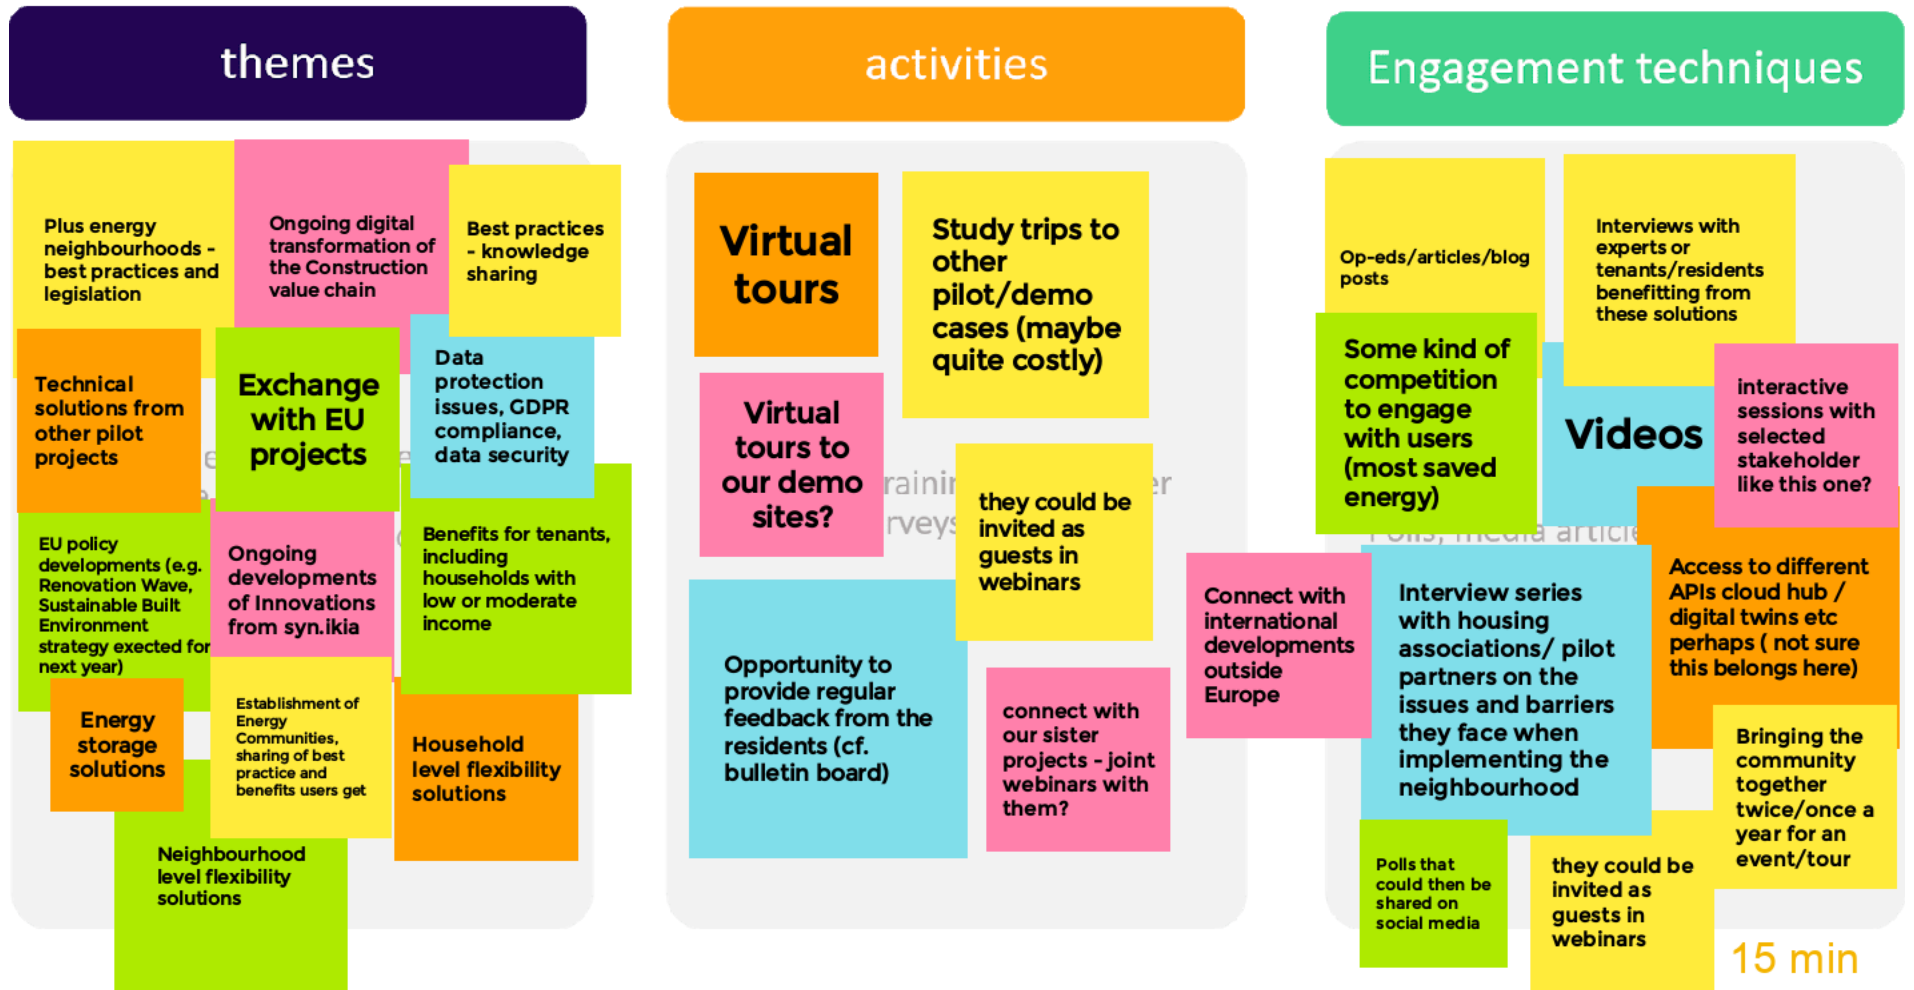 themes
Plus energy
neighbourhoods -
best practices and
legislation
Ongoing digital
transformation of
the Construction
value chain
Best practices
- knowledge
sharing
Technical
solutions from
other pilot
projects
Exchange
with EU
projects
Data
protection
issues, GDPR
compliance,
data security
EU policy
developments (e.g.
Renovation Wave,
Sustainable Built
Environment
strategy exected for
next year)
Ongoing
developments
of Innovations
from syn.ikia
Benefits for tenants,
including
households with
low or moderate
income
Energy
storage
solutions
Establishment of
Energy
Communities,
sharing of best
practice and
benefits users get
Household
level flexibility
solutions
Neighbourhood
level flexibility
solutions
activities
Virtual
tours
Study trips to
other
pilot/demo
cases (maybe
quite costly)
Virtual
tours to
our demo
sites?
they could be
invited as
guests in
webinars
Opportunity to
provide regular
feedback from the
residents (cf.
bulletin board)
connect with
our sister
projects - joint
webinars with
them?
Engagement techniques
Op-eds/articles/blog
posts
Interviews with
experts or
tenants/residents
benefitting from
these solutions
Some kind of
competition
to engage
with users
(most saved
energy)
Videos
interactive
sessions with
selected
stakeholder
like this one?
Connect with
international
developments
outside
Europe
Interview series
with housing
associations/ pilot
partners on the
issues and barriers
they face when
implementing the
neighbourhood
Access to different
APIs cloud hub /
digital twins etc
perhaps ( not sure
this belongs here)
Bringing the
community
together
twice/once a
year for an
event/tour
Polls that
could then be
shared on
social media
they could be
invited as
guests in
webinars
15 min